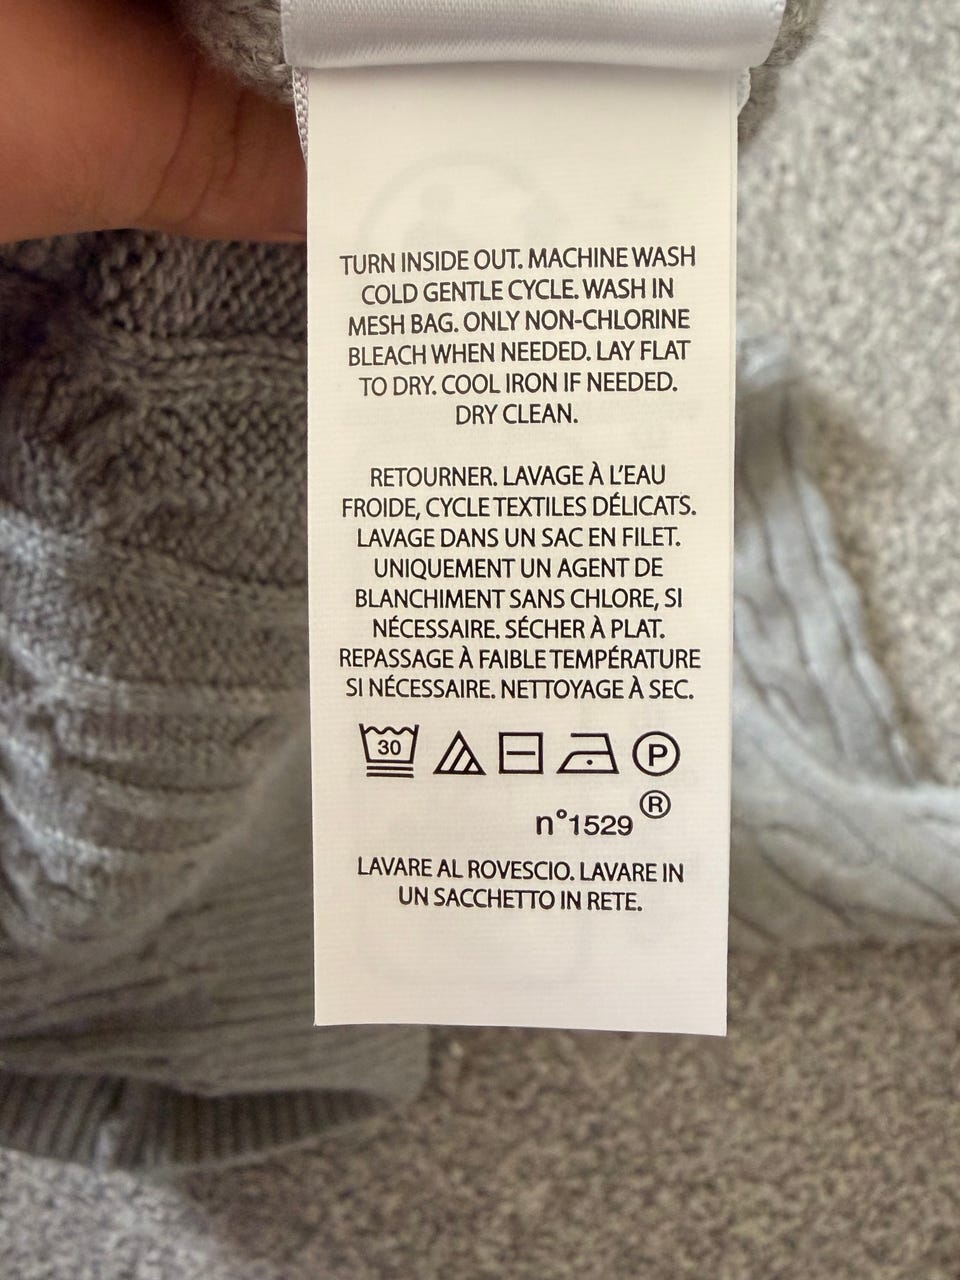 TURN INSIDE OUT. MACHINE WASH
COLD GENTLE CYCLE. WASH IN
MESH BAG. ONLY NON-CHLORINE
BLEACH WHEN NEEDED. LAY FLAT
TO DRY. COOL IRON IF NEEDED.
DRY CLEAN.
RETOURNER. LAVAGE À L'EAU
FROIDE, CYCLE TEXTILES DÉLICATS.
LAVAGE DANS UN SAC EN FILET.
UNIQUEMENT UN AGENT DE
BLANCHIMENT SANS CHLORE, SI
NÉCESSAIRE. SÉCHER À PLAT.
REPASSAGE À FAIBLE TEMPÉRATURE
SI NÉCESSAIRE. NETTOYAGE À SEC.
30 P
n°1529 ®
LAVARE AL ROVESCIO. LAVARE IN
UN SACCHETTO IN RETE.